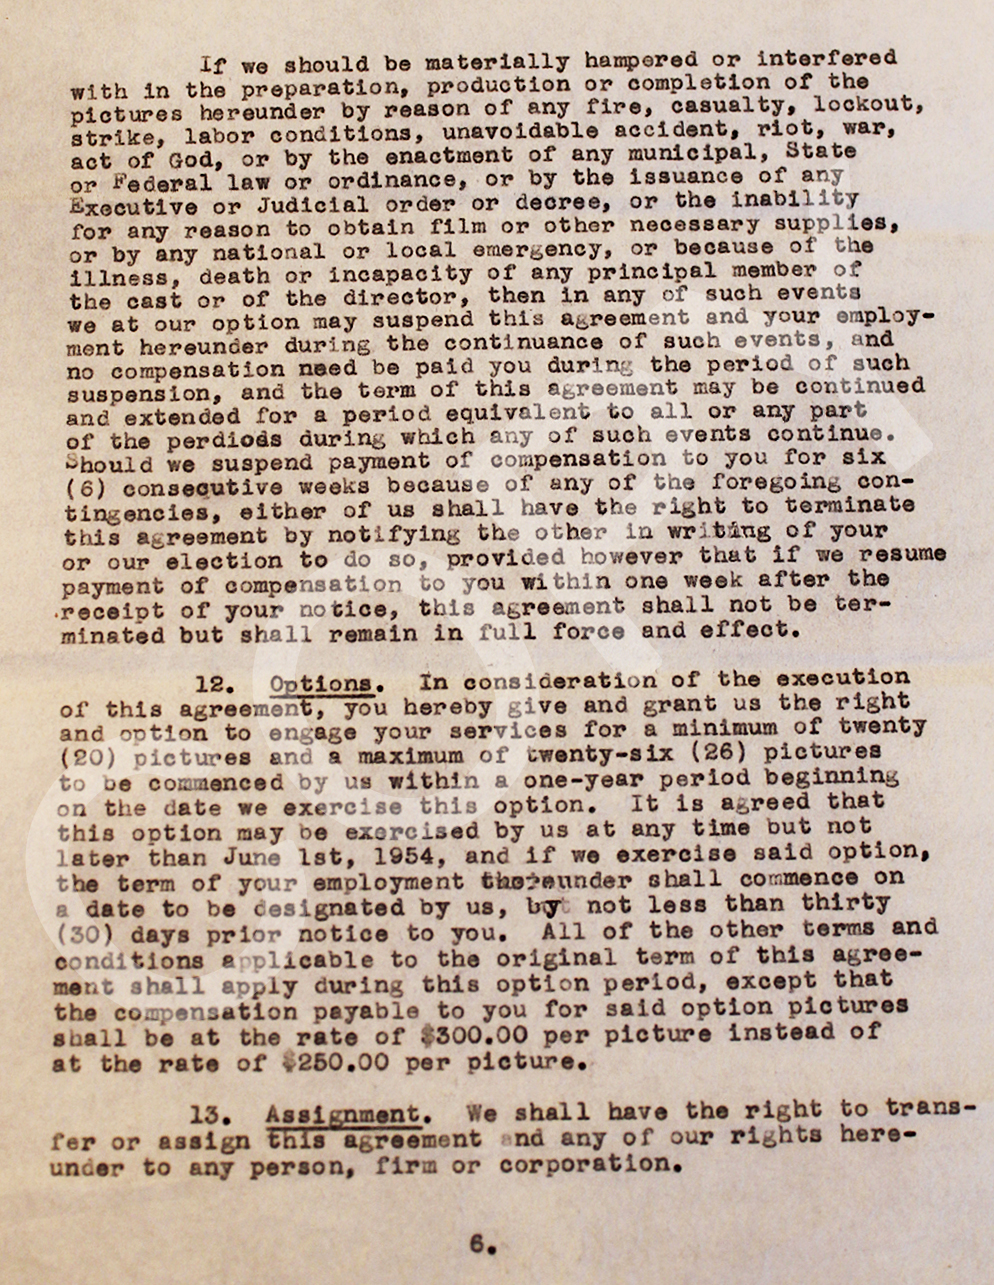 If we should be materially hampered or interfered
with in the preparation, production or completion of the
pictures hereunder by reason of any fire, casualty, lockout,
strike, labor conditions, unavoidable accident, riot, war,
act of God, or by the enactment of any municipal, State
or Federal law or ordinance, or by the issuance of any
Executive or Judicial order or decree, or the inability
for any reason to obtain film or other necessary supplies,
or by any national or local emergency, or because of the
illness, death or incapacity of any principal member of
the cast or of the director, then in any of such events
we at our option may suspend this agreement and your employ-
ment hereunder during the continuance of such events, and
no compensation need be paid you during the period of such
suspension, and the term of this agreement may be continued
and extended for a period equivalent to all or any part
of the perdiods during which any of such events continue.
Should we suspend payment of compensation to you for six
(6) consecutive weeks because of any of the foregoing con-
tingencies, either of us shall have the right to terminate
this agreement by notifying the other in writing of your
or our election to do so, provided however that if we resume
payment of compensation to you within one week after the
receipt of your notice, this agreement shall not be ter-
minated but shall remain in full force and effect.
12. Options. In consideration of the execution
of this agreement, you hereby give and grant us the right
and option to engage your services for a minimum of twenty
(20) pictures and a maximum of twenty-six (26) pictures
to be commenced by us within a one-year period beginning
on the date we exercise this option. It is agreed that
this option may be exercised by us at any time but not
later than June 1st, 1954, and if we exercise said option,
the term of your employment thereunder shall commence on
a date to be designated by us, by not less than thirty
(30) days prior notice to you. All of the other terms and
conditions applicable to the original term of this agree-
ment shall apply during this option period, except that
the compensation payable to you for said option pictures
shall be at the rate of $300.00 per picture instead of
at the rate of $250.00 per picture.
13. Assignment. We shall have the right to trans-
fer or assign this agreement and any of our rights here-
under to any person, firm or corporation.
6.